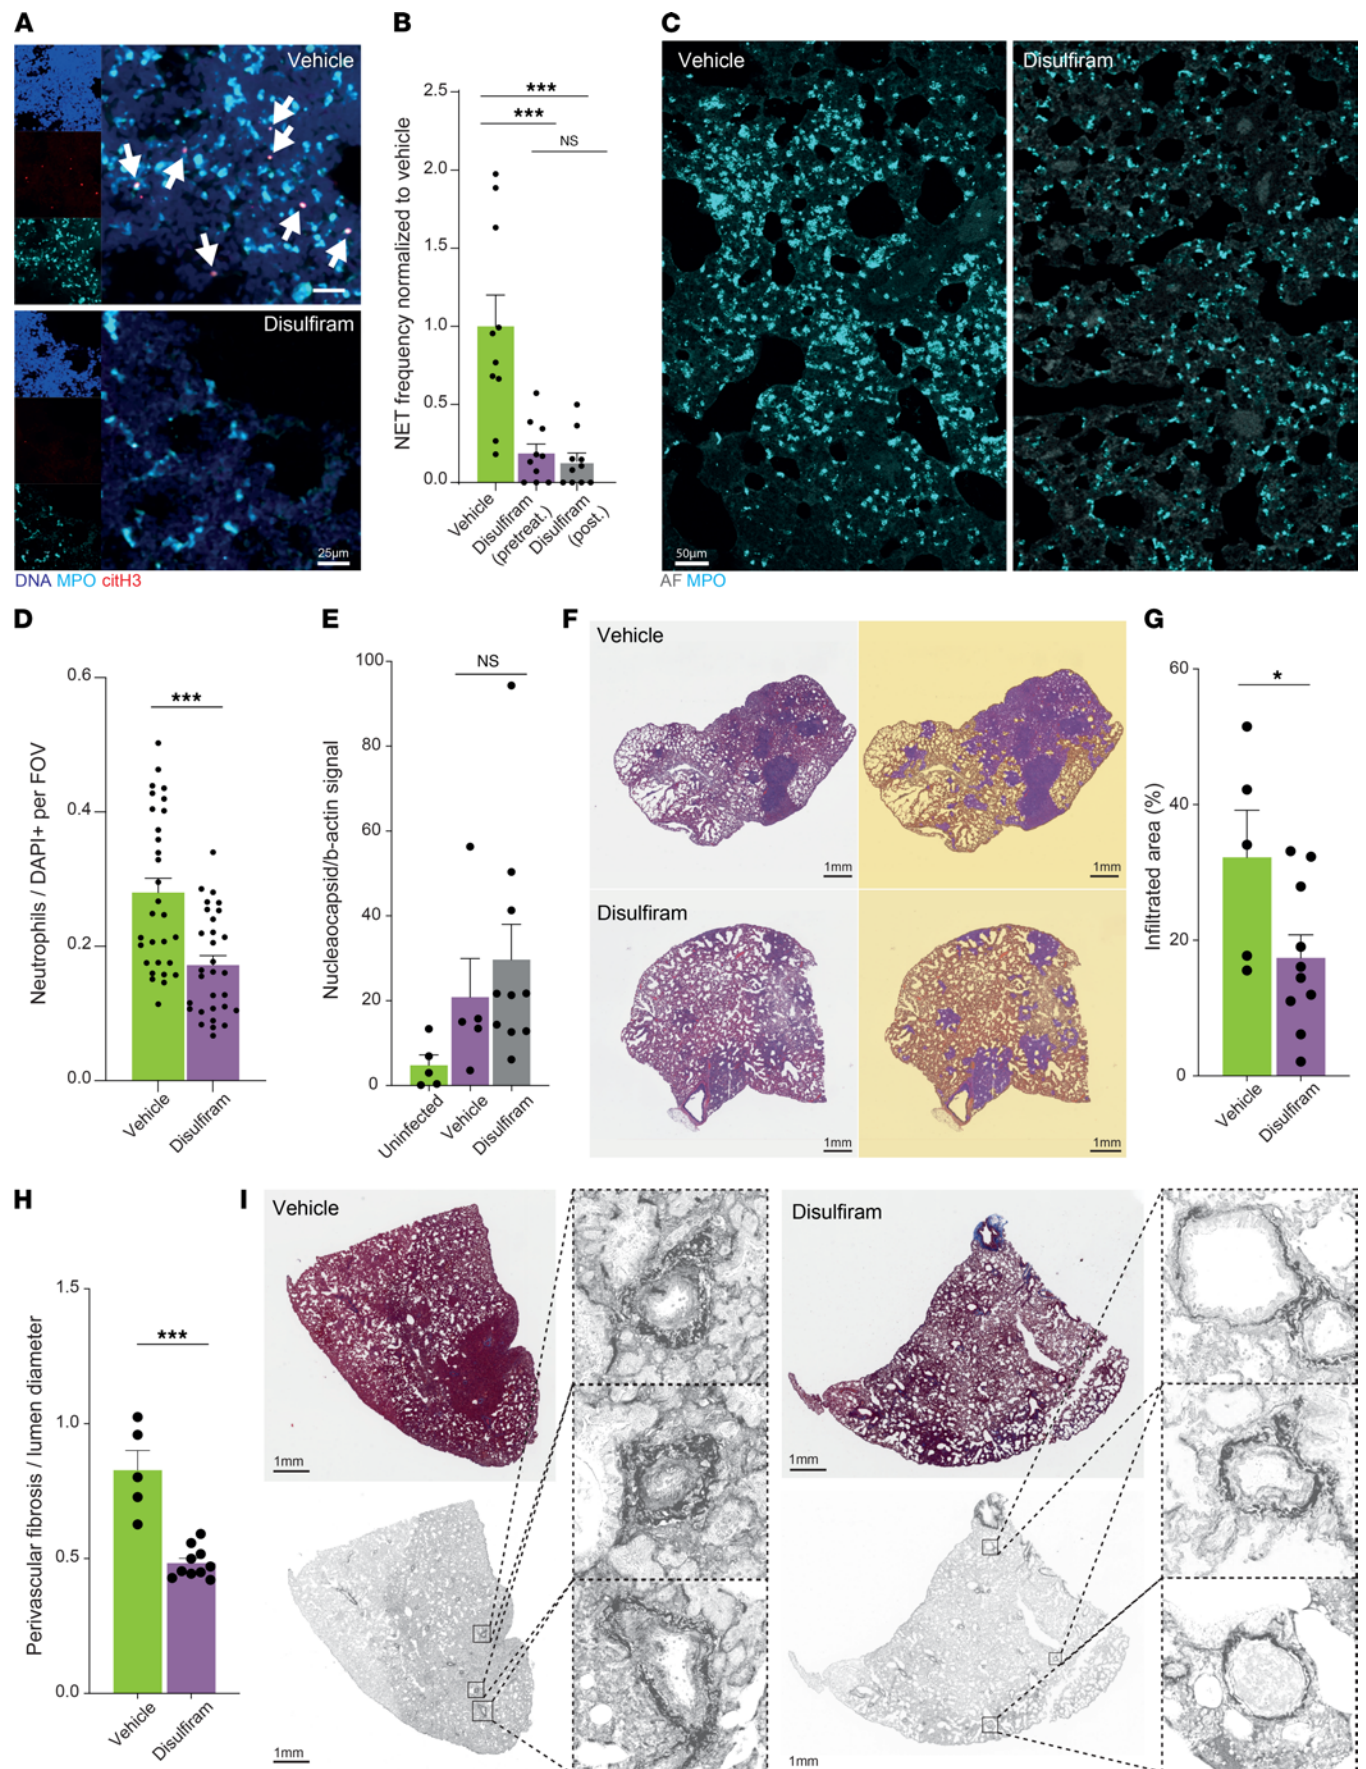 A
Vehicle
Disulfiram
25µm
DNA MPO citH3
B
NET frequency normalized to vehicle
2.5
2.0
1.5
1.0
0.5
0.0
***
***
NS
Vehicle
Disulfiram
(pretreat.)
Disulfiram
(post.)
C
Vehicle
Disulfiram
50µm
AF MPO
D
Neutrophils / DAPI+ per FOV
0.6
0.4
0.2
0.0
***
Vehicle
Disulfiram
E
Nucleaocapsid/b-actin signal
100
80
60
40
20
0
NS
Uninfected
Vehicle
Disulfiram
F
Vehicle
1mm
1mm
Disulfiram
1mm
1mm
G
Infiltrated area (%)
60
40
20
0
*
Vehicle
Disulfiram
H
Perivascular fibrosis / lumen diameter
1.5
1.0
0.5
0.0
***
Vehicle
Disulfiram
I
Vehicle
1mm
1mm
Disulfiram
1mm
1mm